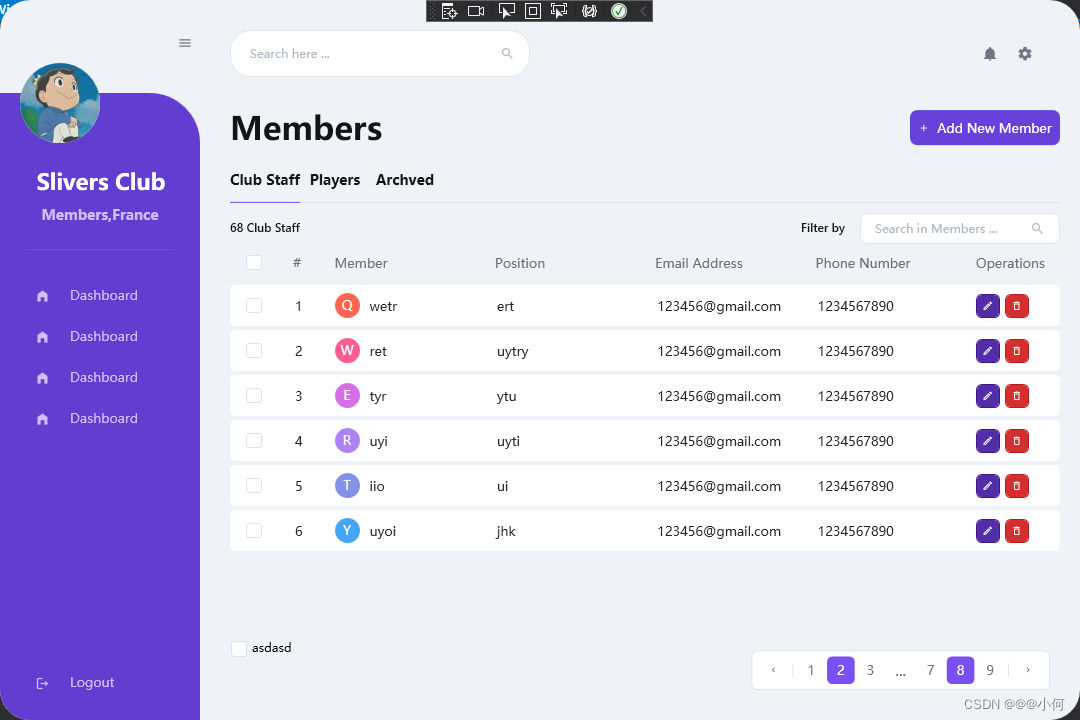 Search here ...
Members
+ Add New Member
Slivers Club
Members,France
Club Staff Players Archved
68 Club Staff Filter by Search in Members ...
# Member Position Email Address Phone Number Operations
Dashboard
Dashboard
Dashboard
Dashboard
1 Q wetr ert 123456@gmail.com 1234567890
2 W ret uytry 123456@gmail.com 1234567890
3 E tyr ytu 123456@gmail.com 1234567890
4 R uyi uyti 123456@gmail.com 1234567890
5 T iio ui 123456@gmail.com 1234567890
6 Y uyoi jhk 123456@gmail.com 1234567890
asdasd
‹ 1 2 3 ... 7 8 9 ›
Logout
CSDN @@@小何